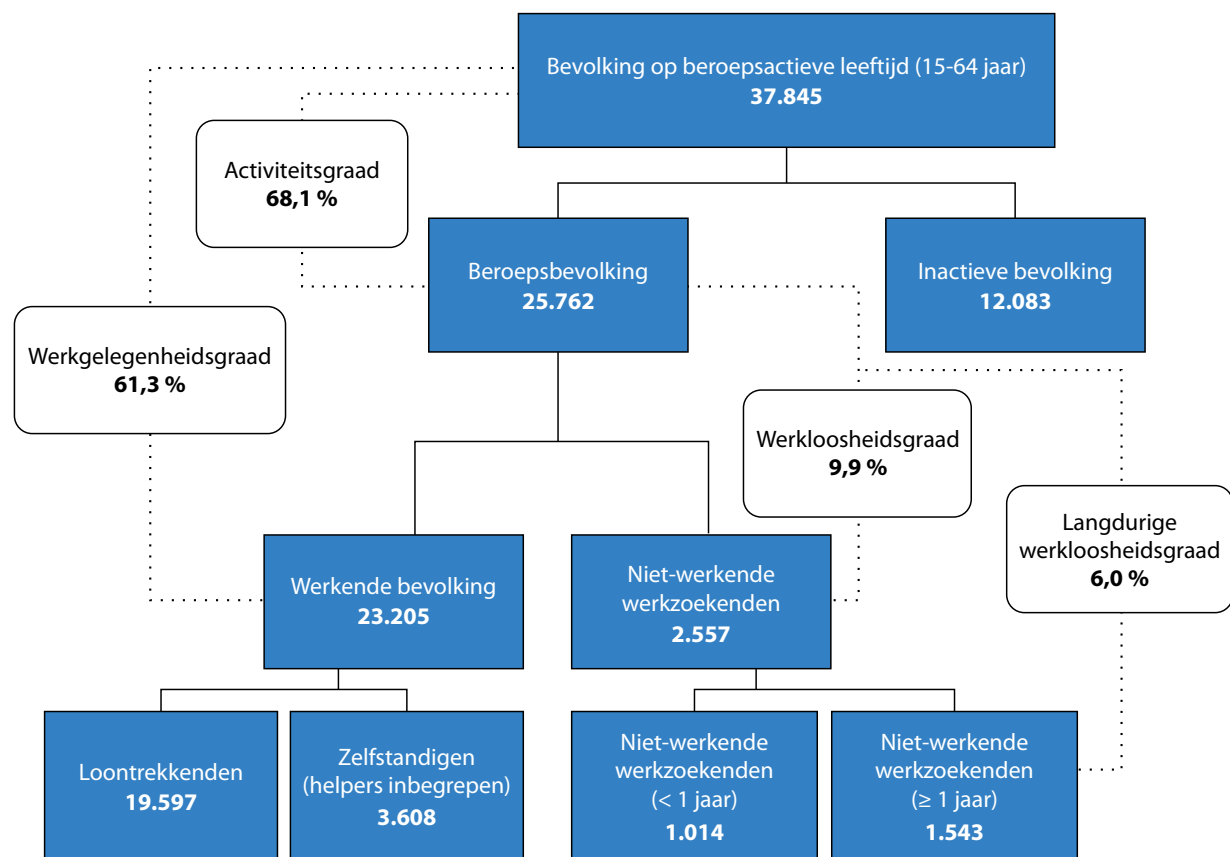 Bevolking op beroepsactieve leeftijd (15-64 jaar)
37.845
Activiteitsgraad
68,1 %
Beroepsbevolking
25.762
Inactieve bevolking
12.083
Werkgelegenheidsgraad
61,3 %
Werkloosheidsgraad
9,9 %
Langdurige
werkloosheidsgraad
6,0 %
Werkende bevolking
23.205
Niet-werkende
werkzoekenden
2.557
Loontrekkenden
19.597
Zelfstandigen
(helpers inbegrepen)
3.608
Niet-werkende
werkzoekenden
(< 1 jaar)
1.014
Niet-werkende
werkzoekenden
(≥ 1 jaar)
1.543